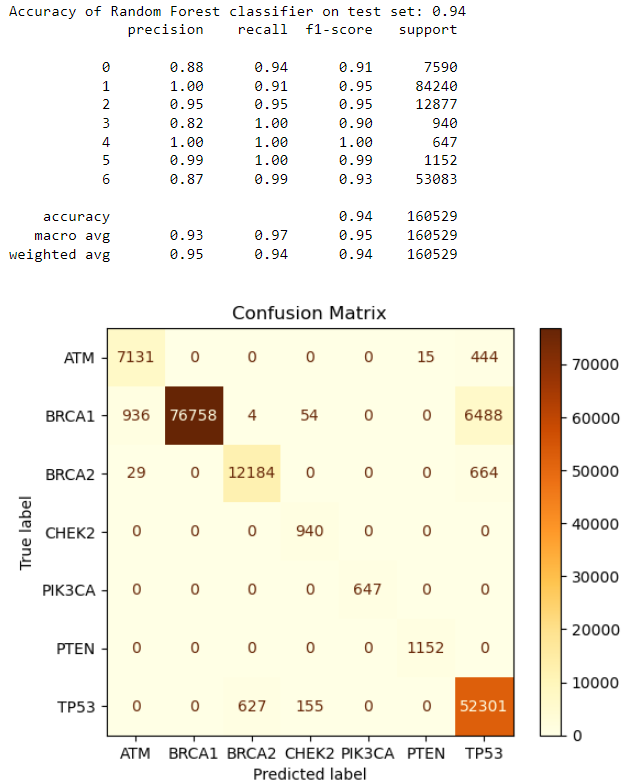 Accuracy of Random Forest classifier on test set: 0.94
precision recall f1-score support
0 0.88 0.94 0.91 7590
1 1.00 0.91 0.95 84240
2 0.95 0.95 0.95 12877
3 0.82 1.00 0.90 940
4 1.00 1.00 1.00 647
5 0.99 1.00 0.99 1152
6 0.87 0.99 0.93 53083
accuracy 0.94 160529
macro avg 0.93 0.97 0.95 160529
weighted avg 0.95 0.94 0.94 160529
Confusion Matrix
ATM 7131 0 0 0 0 15 444
BRCA1 936 76758 4 54 0 0 6488
BRCA2 29 0 12184 0 0 0 664
CHEK2 0 0 0 940 0 0 0
PIK3CA 0 0 0 0 647 0 0
PTEN 0 0 0 0 0 1152 0
TP53 0 0 627 155 0 0 52301
ATM BRCA1 BRCA2 CHEK2 PIK3CA PTEN TP53
Predicted label
True label
70000
60000
50000
40000
30000
20000
10000
0